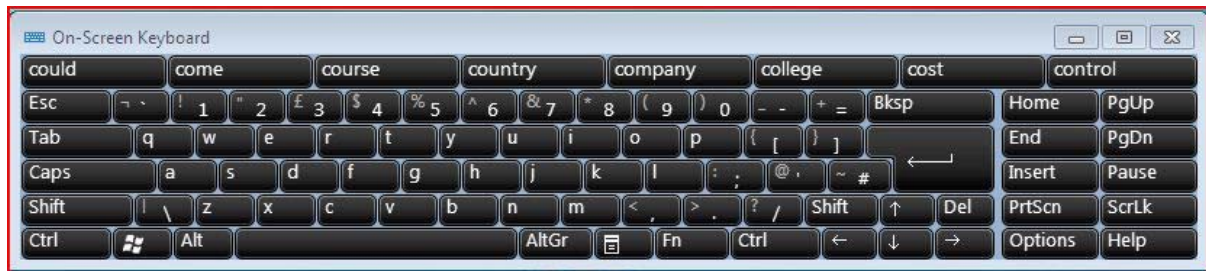 On-Screen Keyboard
could come course country company college cost control
Esc ¬ ` ! 1 " 2 £ 3 $ 4 % 5 ^ 6 & 7 * 8 ( 9 ) 0 _ - + = Bksp Home PgUp
Tab q w e r t y u i o p { [ } ] End PgDn
Caps a s d f g h j k l : ; @ ' ~ # Insert Pause
Shift | \ z x c v b n m < , > . ? / Shift ↑ Del PrtScn ScrLk
Ctrl Alt AltGr Fn Ctrl ← ↓ → Options Help